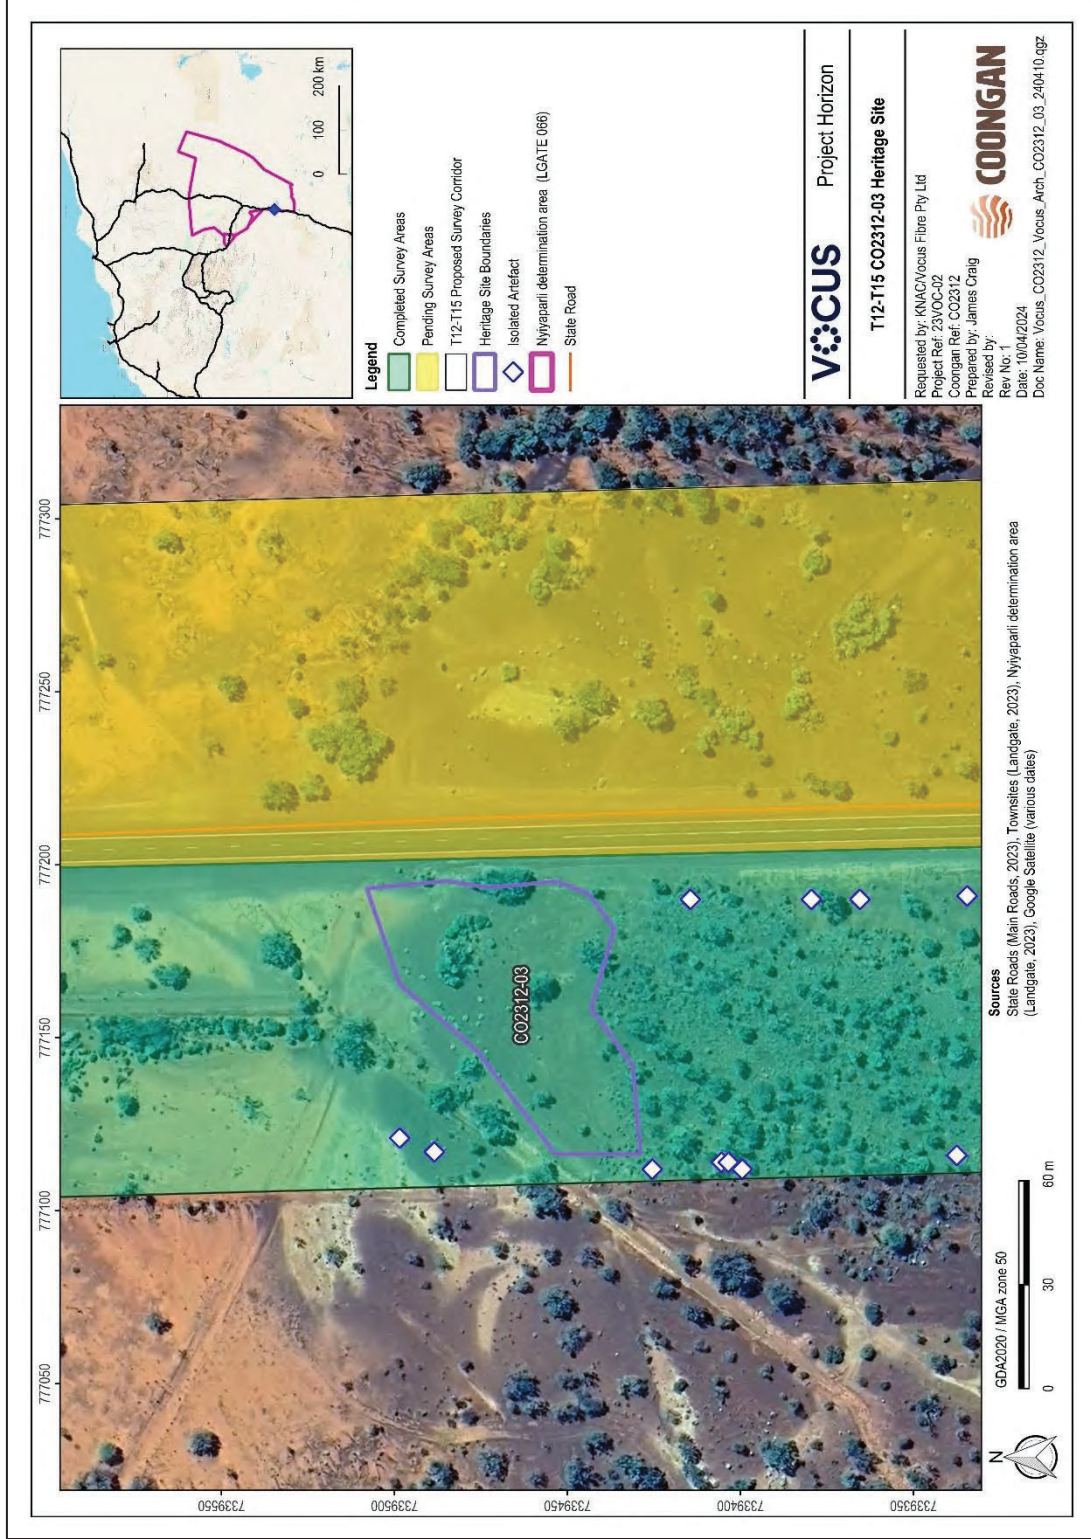 0 100 200 km
Legend
Completed Survey Areas
Pending Survey Areas
T12-T15 Proposed Survey Corridor
Heritage Site Boundaries
Isolated Artefact
Nyiyaparli determination area (LGATE 066)
State Road
VOCUS Project Horizon
T12-T15 CO2312-03 Heritage Site
Requested by: KNAC/Vocus Fibre Pty Ltd
Project Ref: 23VOC-02
Coongan Ref: CO2312
Prepared by: James Craig
Revised by:
Rev No: 1
Date: 10/04/2024
Doc Name: Vocus_CO2312_Vocus_Arch_CO2312_03_240410.qgz
COONGAN
777050 777100 777150 777200 777250 777300
7339550
7339500
7339450
7339400
7339350
CO2312-03
N
GDA2020 / MGA zone 50
0 30 60 m
Sources
State Roads (Main Roads, 2023), Townsites (Landgate, 2023), Nyiyaparli determination area
(Landgate, 2023), Google Satellite (various dates)